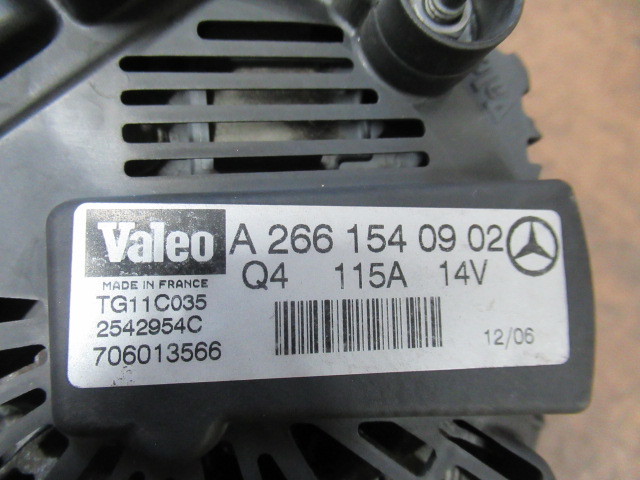 Valeo A 266 154 09 02
MADE IN FRANCE Q4 115A 14V
TG11C035
2542954C
706013566 12/06